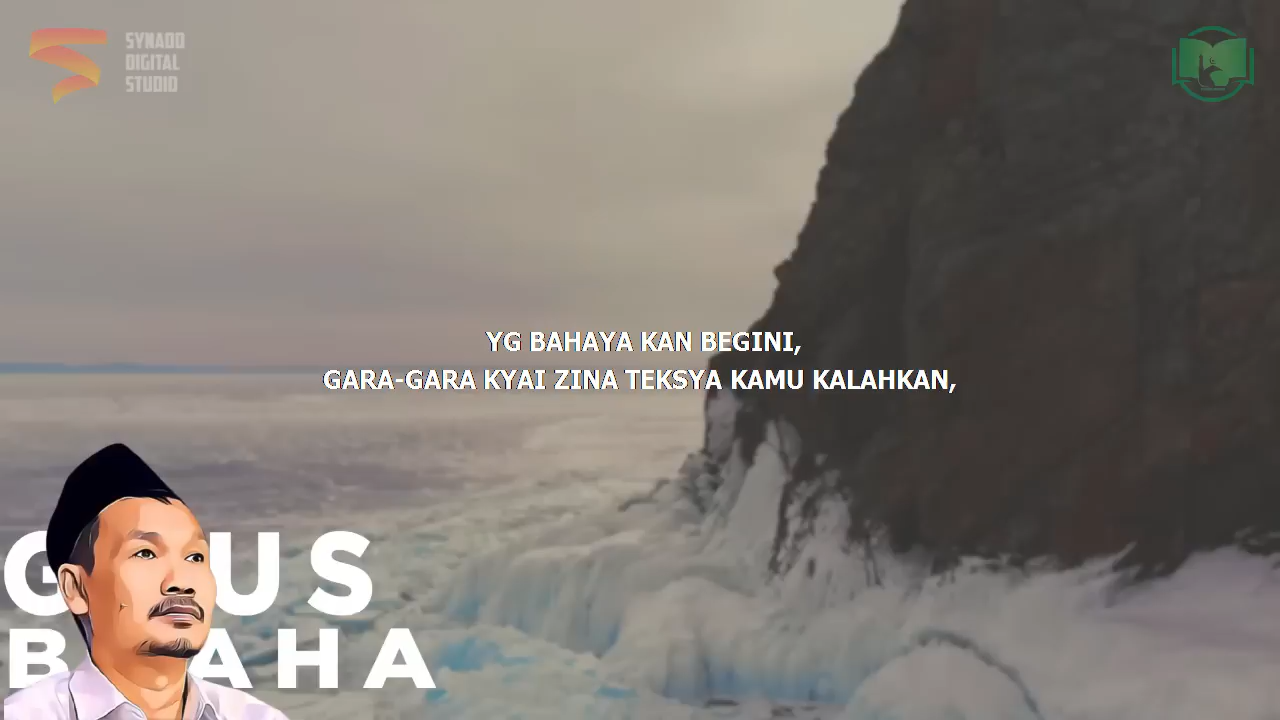 SYNADO
DIGITAL
STUDIO
YG BAHAYA KAN BEGINI,
GARA-GARA KYAI ZINA TEKSYA KAMU KALAHKAN,
GUS
BAHA